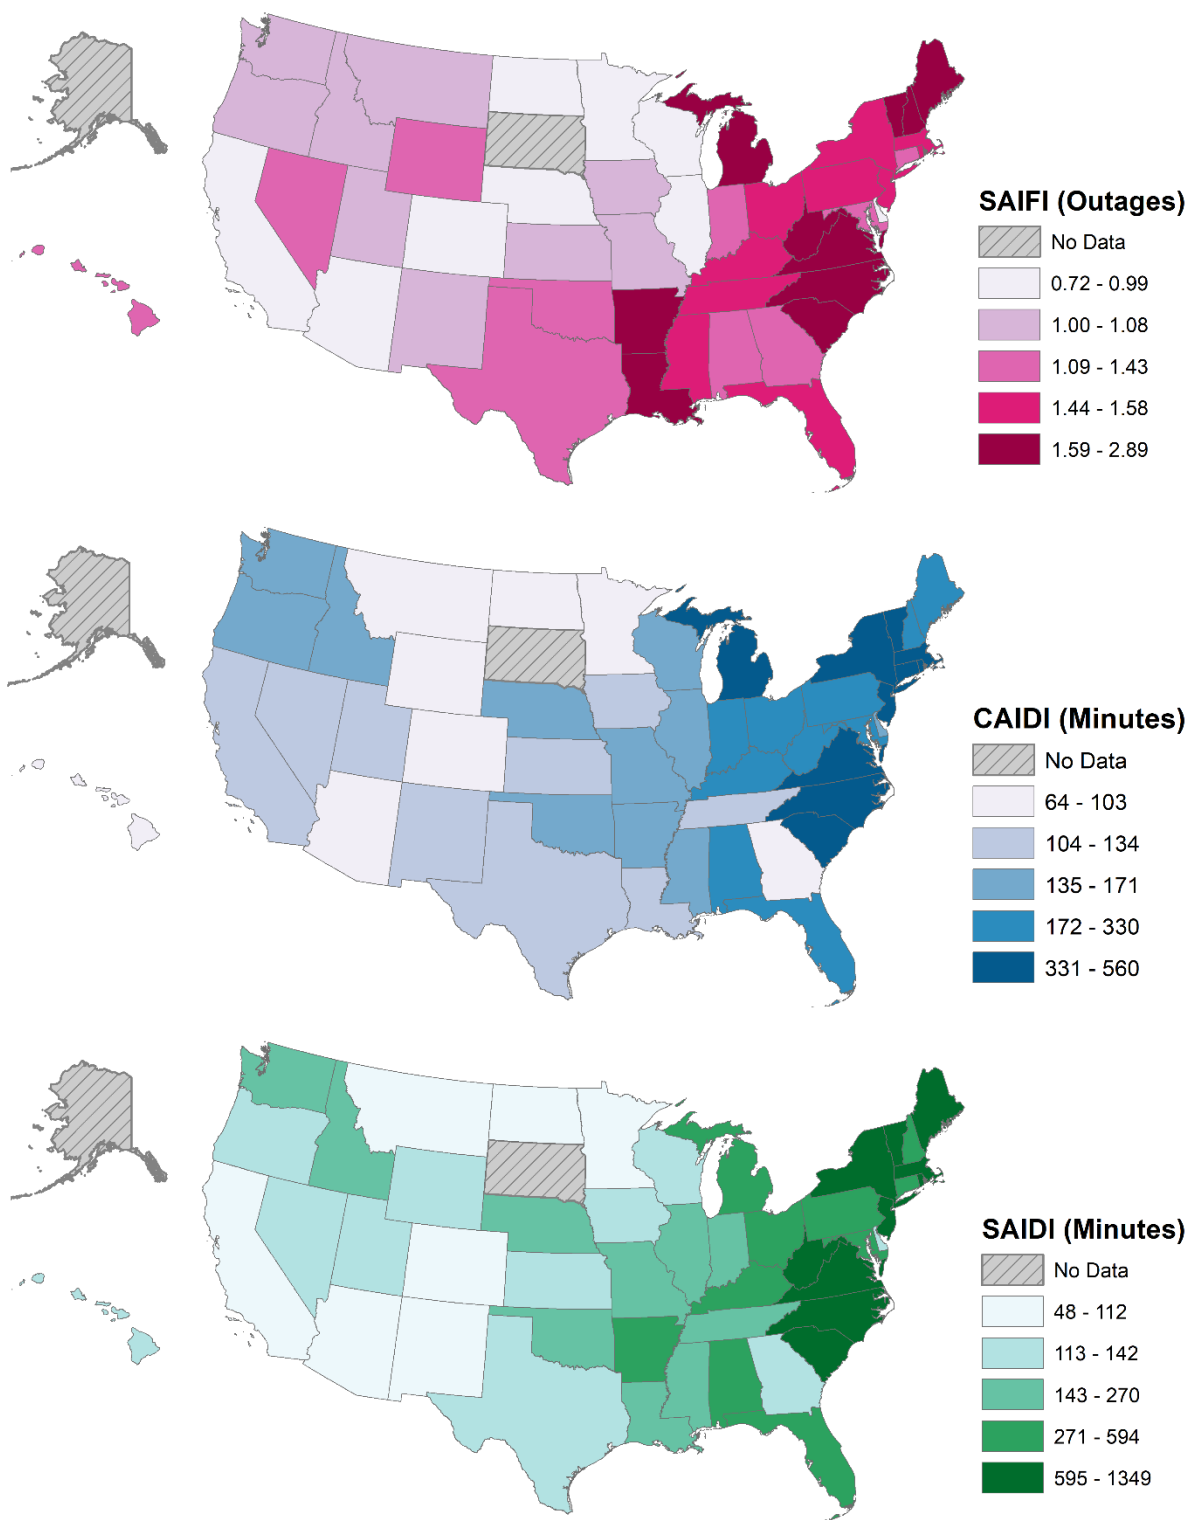 SAIFI (Outages)
No Data
0.72 - 0.99
1.00 - 1.08
1.09 - 1.43
1.44 - 1.58
1.59 - 2.89
CAIDI (Minutes)
No Data
64 - 103
104 - 134
135 - 171
172 - 330
331 - 560
SAIDI (Minutes)
No Data
48 - 112
113 - 142
143 - 270
271 - 594
595 - 1349